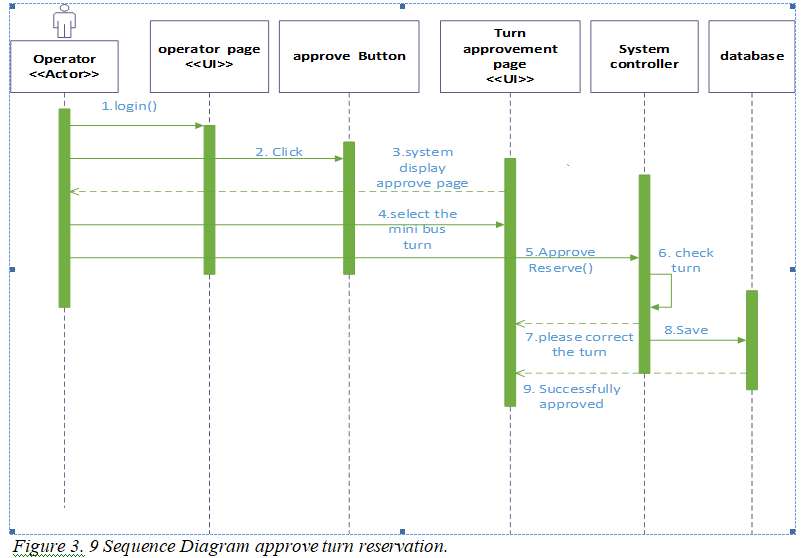 Operator
<<Actor>>
operator page
<<UI>>
approve Button
Turn
approvement
page
<<UI>>
System
controller
database
1.login()
2. Click
3.system
display
approve page
4.select the
mini bus
turn
5.Approve
Reserve()
6. check
turn
7.please correct
the turn
8.Save
9. Successfully
approved
Figure 3. 9 Sequence Diagram approve turn reservation.